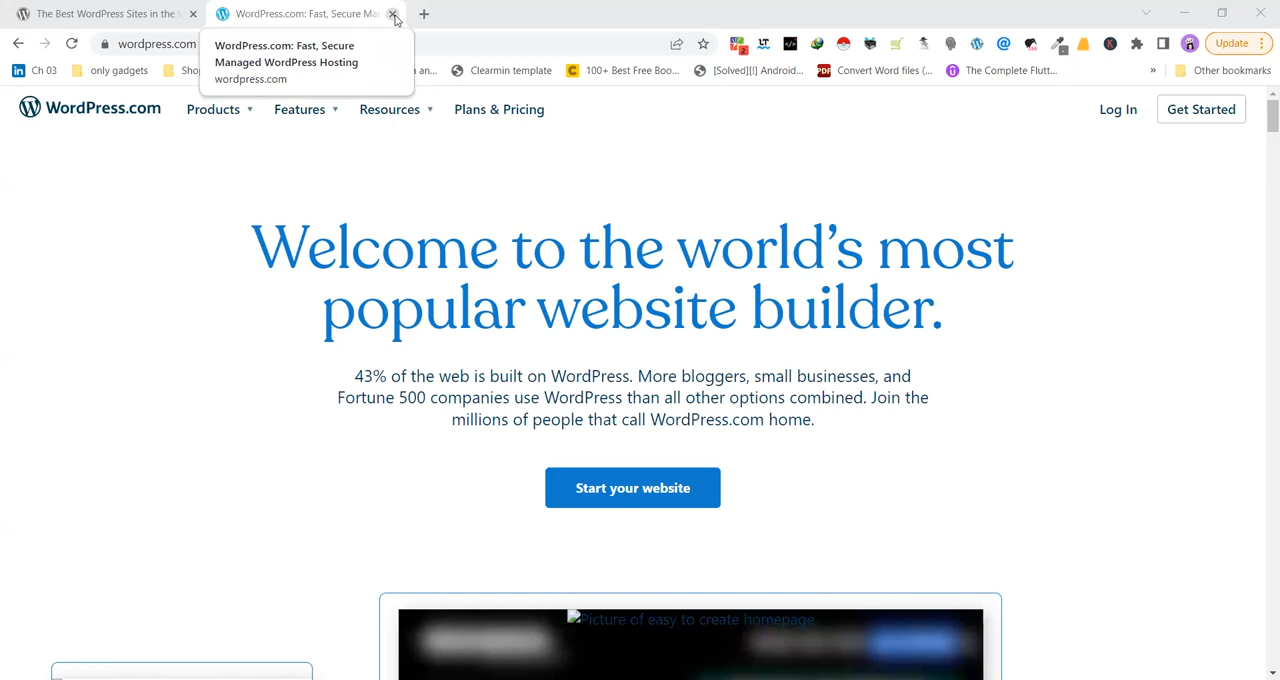 The Best WordPress Sites in the
WordPress.com: Fast, Secure Ma
wordpress.com
Update
WordPress.com: Fast, Secure
Managed WordPress Hosting
wordpress.com
Ch 03
only gadgets
Shop
an...
Clearmin template
100+ Best Free Boo...
[Solved][!] Android...
Convert Word files (...
The Complete Flutt...
»
Other bookmarks
WordPress.com
Products
Features
Resources
Plans & Pricing
Log In
Get Started
Welcome to the world’s most
popular website builder.
43% of the web is built on WordPress. More bloggers, small businesses, and
Fortune 500 companies use WordPress than all other options combined. Join the
millions of people that call WordPress.com home.
Start your website
Picture of easy to create homepage